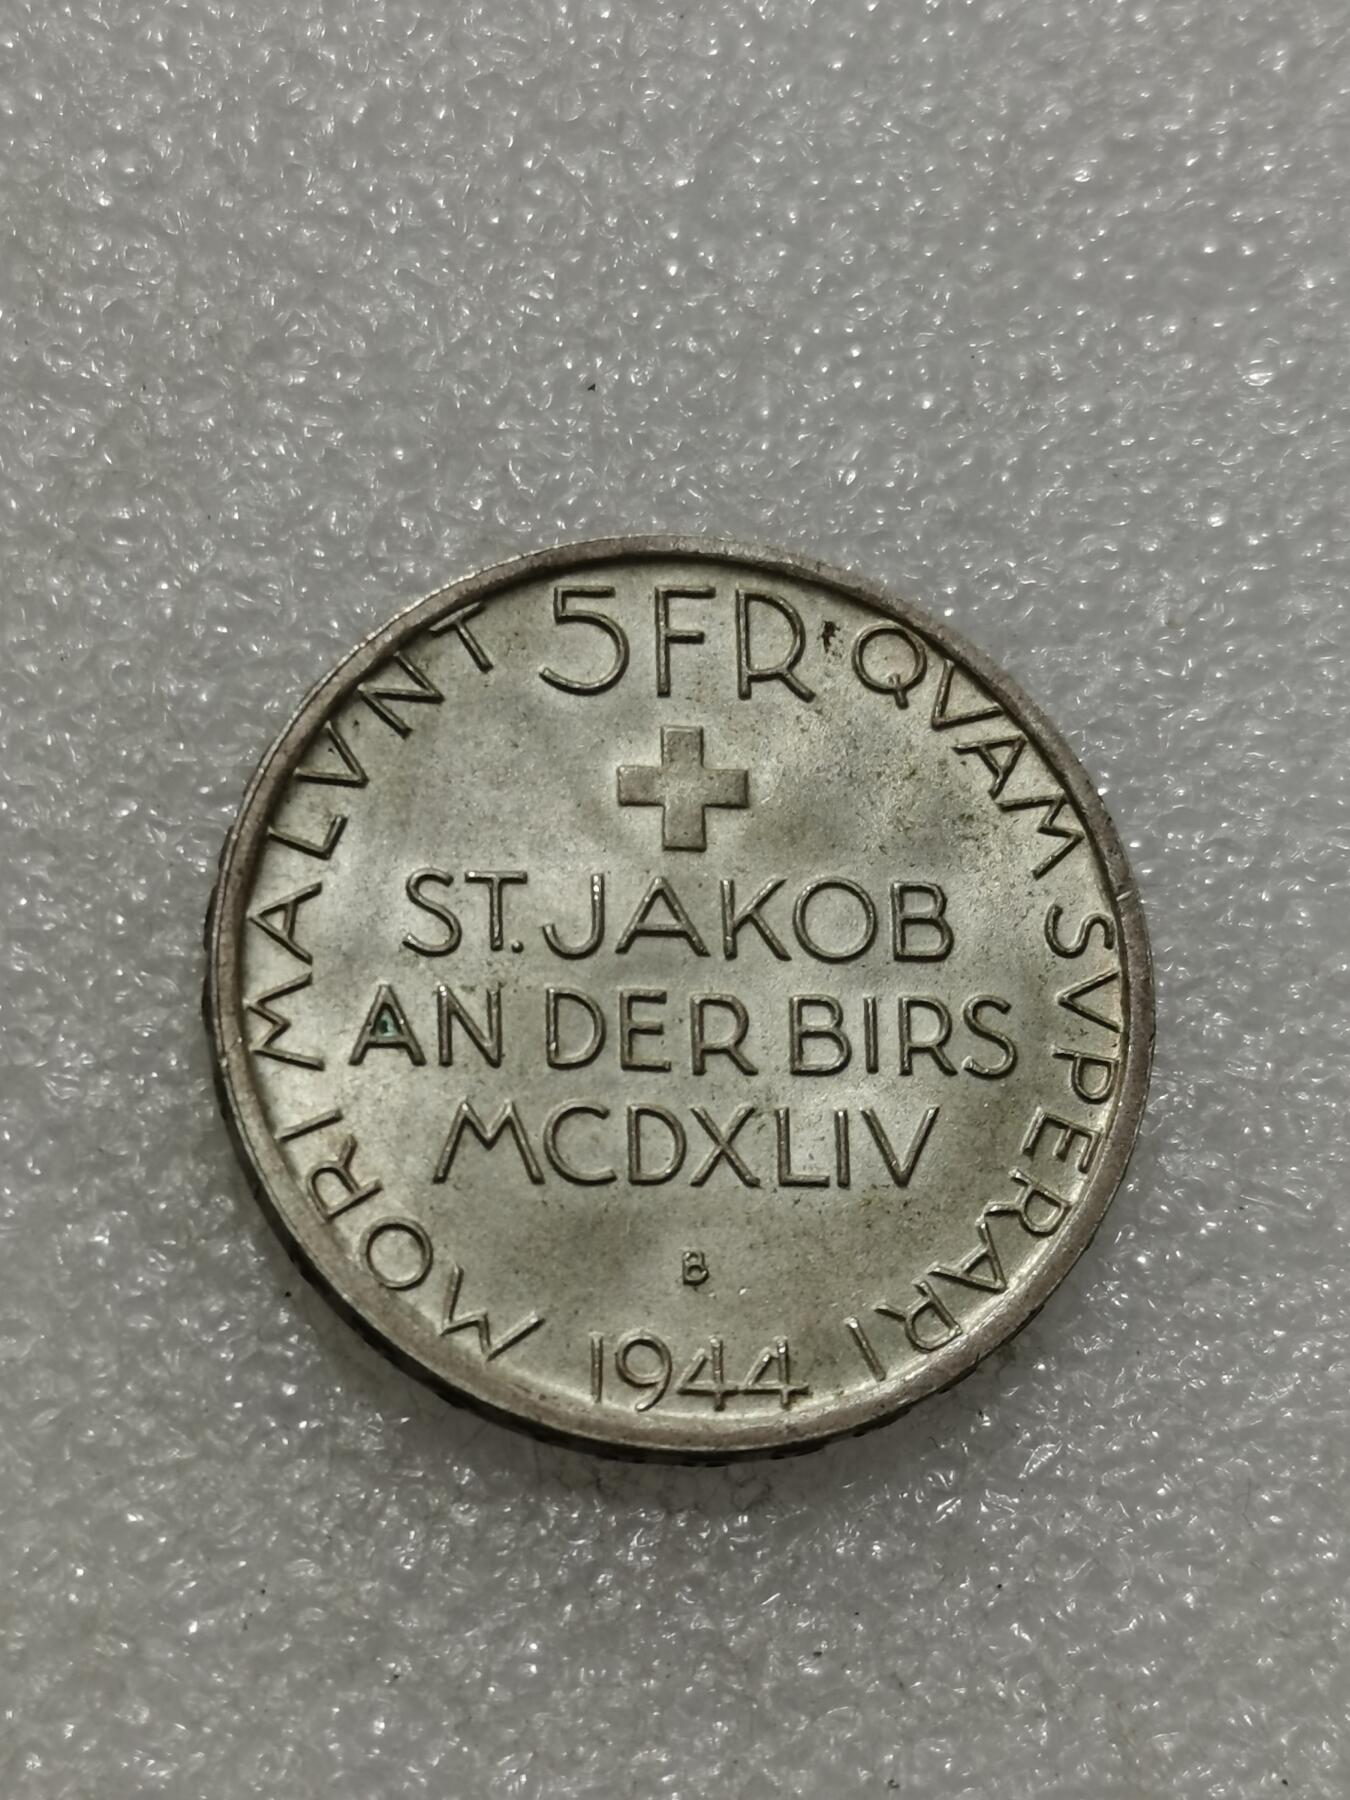 5FR
MORI MALVNT QVAM SVPERARI
ST. JAKOB
AN DER BIRS
MCDXLIV
B
1944